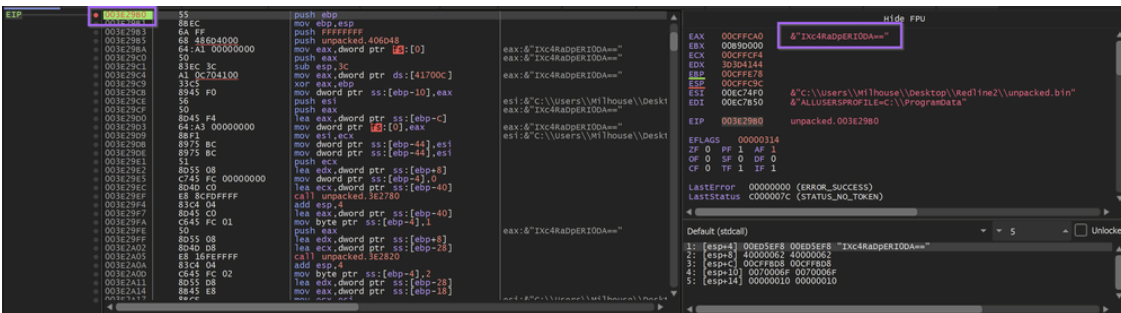 EIP
003E29B0 55 push ebp
8BEC mov ebp,esp
003E29B3 6A FF push FFFFFFFF
003E29B5 68 486D4000 push unpacked.406D48
003E29BA 64:A1 00000000 mov eax,dword ptr fs:[0] eax:&"IXc4RaDpERIODA=="
003E29C0 50 push eax eax:&"IXc4RaDpERIODA=="
003E29C1 83EC 3C sub esp,3C
003E29C4 A1 0C704100 mov eax,dword ptr ds:[41700C] eax:&"IXc4RaDpERIODA=="
003E29C9 33C5 xor eax,ebp
003E29CB 8945 F0 mov dword ptr ss:[ebp-10],eax
003E29CE 56 push esi esi:&"C:\\Users\\Milhouse\\Deskt
003E29CF 50 push eax eax:&"IXc4RaDpERIODA=="
003E29D0 8D45 F4 lea eax,dword ptr ss:[ebp-C]
003E29D3 64:A3 00000000 mov dword ptr fs:[0],eax eax:&"IXc4RaDpERIODA=="
003E29D9 8BF1 mov esi,ecx esi:&"C:\\Users\\Milhouse\\Deskt
003E29DB 8975 BC mov dword ptr ss:[ebp-44],esi
003E29DE 8975 BC mov dword ptr ss:[ebp-44],esi
003E29E1 51 push ecx
003E29E2 8D55 08 lea edx,dword ptr ss:[ebp+8]
003E29E5 C745 FC 00000000 mov dword ptr ss:[ebp-4],0
003E29EC 8D4D C0 lea ecx,dword ptr ss:[ebp-40]
003E29EF E8 8CFDFFFF call unpacked.3E2780
003E29F4 83C4 04 add esp,4
003E29F7 8D45 C0 lea eax,dword ptr ss:[ebp-40]
003E29FA C645 FC 01 mov byte ptr ss:[ebp-4],1
003E29FE 50 push eax eax:&"IXc4RaDpERIODA=="
003E29FF 8D55 08 lea edx,dword ptr ss:[ebp+8]
003E2A02 8D4D D8 lea ecx,dword ptr ss:[ebp-28]
003E2A05 E8 16FEFFFF call unpacked.3E2820
003E2A0A 83C4 04 add esp,4
003E2A0D C645 FC 02 mov byte ptr ss:[ebp-4],2
003E2A11 8D55 D8 lea edx,dword ptr ss:[ebp-28]
003E2A14 8B45 E8 mov eax,dword ptr ss:[ebp-18]
003E2A17 8BCE mov ecx,esi
Hide FPU
EAX 00CFFCA0 &"IXc4RaDpERIODA=="
EBX 00B9D000
ECX 00CFFCF4
EDX 3D3D4144
EBP 00CFFE78
ESP 00CFFC9C
ESI 00EC74F0 &"C:\\Users\\Milhouse\\Desktop\\Redline2\\unpacked.bin"
EDI 00EC7B50 &"ALLUSERSPROFILE=C:\\ProgramData"
EIP 003E29B0 unpacked.003E29B0
EFLAGS 00000314
ZF 0 PF 1 AF 1
OF 0 SF 0 DF 0
CF 0 TF 1 IF 1
LastError 00000000 (ERROR_SUCCESS)
LastStatus C000007C (STATUS_NO_TOKEN)
Default (stdcall) 5 Unlocke
1: [esp+4] 00ED5EF8 00ED5EF8 "IXc4RaDpERIODA=="
2: [esp+8] 40000062 40000062
3: [esp+C] 00CFFBD8 00CFFBD8
4: [esp+10] 0070006F 0070006F
5: [esp+14] 00000010 00000010